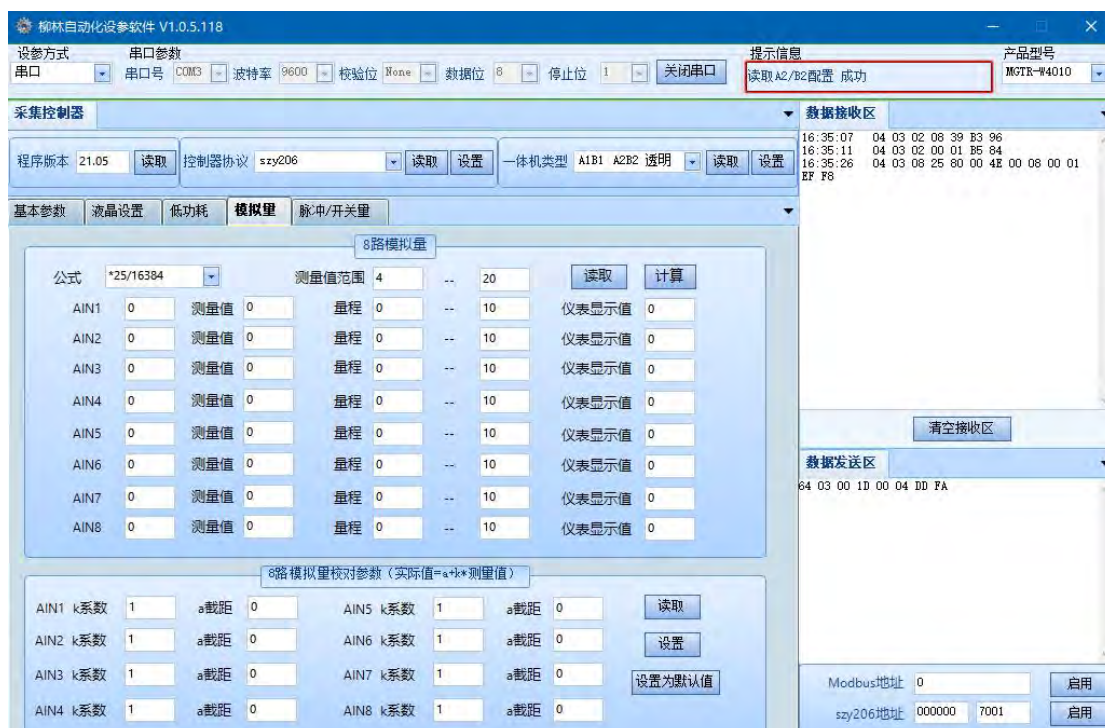 柳林自动化设参软件 V1.0.5.118
设参方式 串口参数 提示信息 产品型号
串口 串口号 COM3 波特率 9600 校验位 None 数据位 8 停止位 1 关闭串口 读取A2/B2配置 成功 MGTR-W4010
采集控制器 数据接收区
16:35:07 04 03 02 08 39 B3 96
16:35:11 04 03 02 00 01 B5 84
16:35:26 04 03 08 25 80 00 4E 00 08 00 01
EF F8
程序版本 21.05 读取 控制器协议 szy206 读取 设置 一体机类型 A1B1 A2B2 透明 读取 设置
基本参数 液晶设置 低功耗 模拟量 脉冲/开关量
8路模拟量
公式 *25/16384 测量值范围 4 -- 20 读取 计算
AIN1 0 测量值 0 量程 0 -- 10 仪表显示值 0
AIN2 0 测量值 0 量程 0 -- 10 仪表显示值 0
AIN3 0 测量值 0 量程 0 -- 10 仪表显示值 0
AIN4 0 测量值 0 量程 0 -- 10 仪表显示值 0
AIN5 0 测量值 0 量程 0 -- 10 仪表显示值 0
AIN6 0 测量值 0 量程 0 -- 10 仪表显示值 0
AIN7 0 测量值 0 量程 0 -- 10 仪表显示值 0
AIN8 0 测量值 0 量程 0 -- 10 仪表显示值 0
清空接收区
数据发送区
64 03 00 1D 00 04 DD FA
8路模拟量校对参数（实际值=a+k*测量值）
AIN1 k系数 1 a截距 0 AIN5 k系数 1 a截距 0 读取
AIN2 k系数 1 a截距 0 AIN6 k系数 1 a截距 0 设置
AIN3 k系数 1 a截距 0 AIN7 k系数 1 a截距 0 设置为默认值
AIN4 k系数 1 a截距 0 AIN8 k系数 1 a截距 0
Modbus地址 0 启用
szy206地址 000000 7001 启用